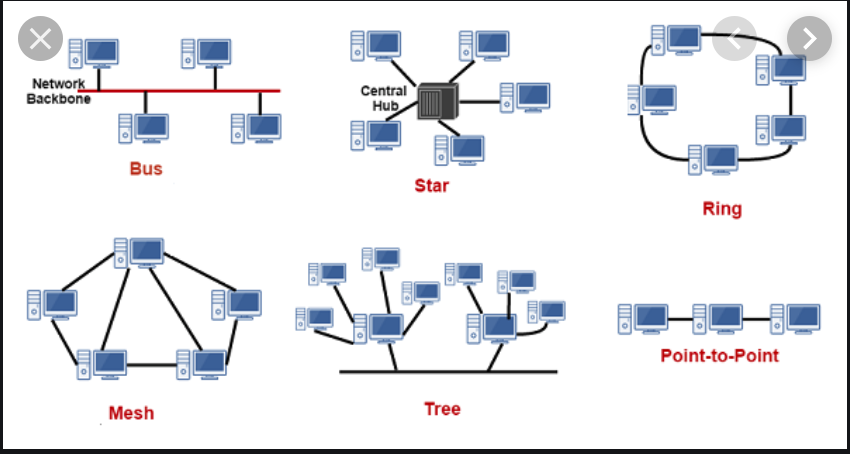 Network
Backbone
Bus
Central
Hub
Star
Ring
Mesh
Tree
Point-to-Point